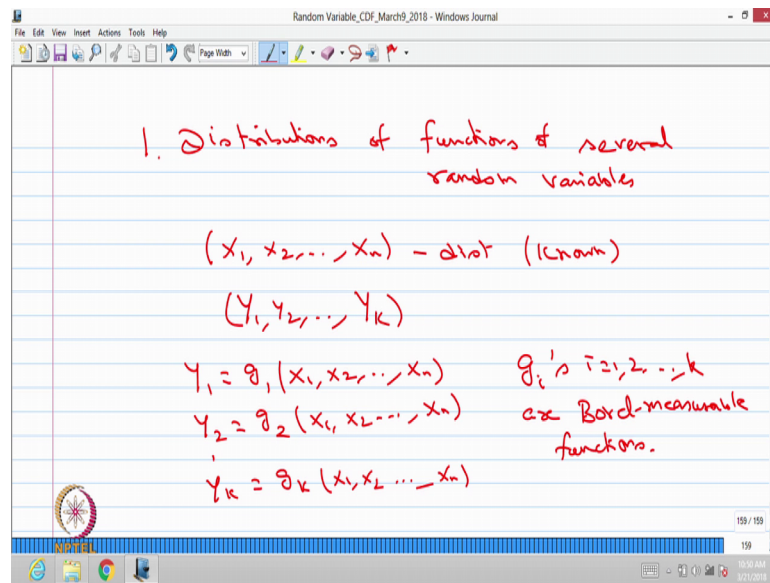 Random Variable_CDF_March9_2018 - Windows Journal
File Edit View Insert Actions Tools Help
Page Width
1. Distributions of functions of several
random variables
(X₁, X₂, ..., Xₙ) - dist (known)
(Y₁, Y₂, .., Yₖ)
Y₁ = g₁(X₁, X₂, .., Xₙ) gᵢ's i=1,2,..,k
Y₂ = g₂(X₁, X₂ ..., Xₙ) are Borel-measurable
functions.
Yₖ = gₖ(X₁, X₂ ..., Xₙ)
NPTEL
159 / 159
159
10:50 AM
3/21/2018